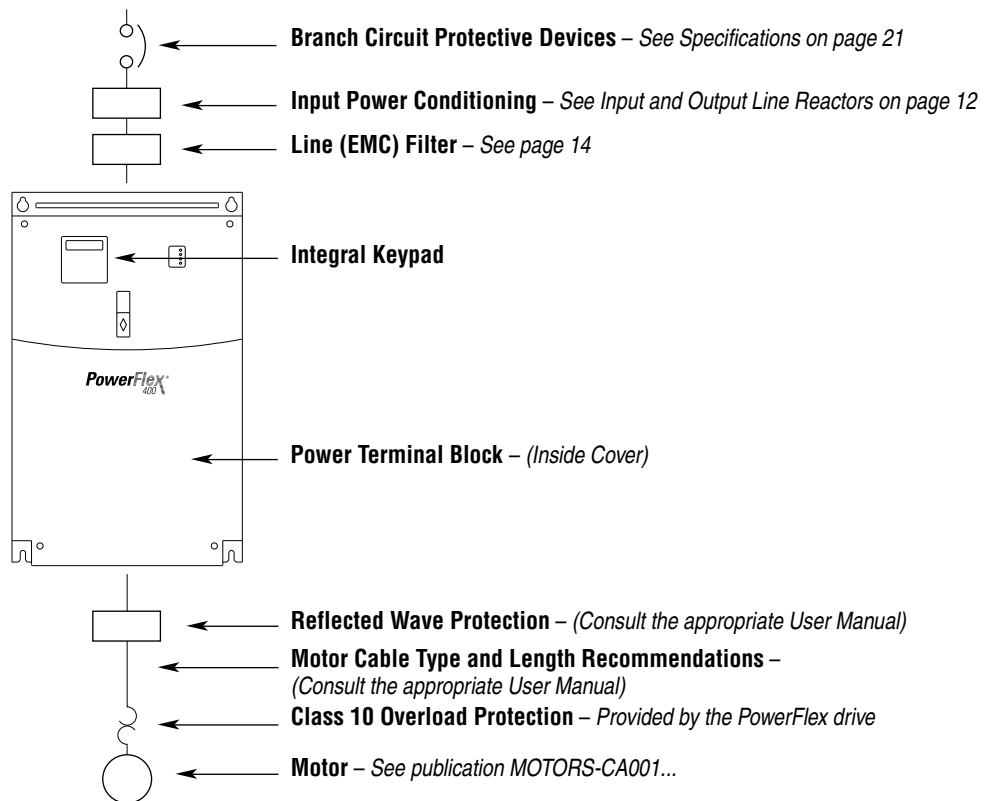 Branch Circuit Protective Devices – See Specifications on page 21
Input Power Conditioning – See Input and Output Line Reactors on page 12
Line (EMC) Filter – See page 14
Integral Keypad
PowerFlex
400
Power Terminal Block – (Inside Cover)
Reflected Wave Protection – (Consult the appropriate User Manual)
Motor Cable Type and Length Recommendations –
(Consult the appropriate User Manual)
Class 10 Overload Protection – Provided by the PowerFlex drive
Motor – See publication MOTORS-CA001...